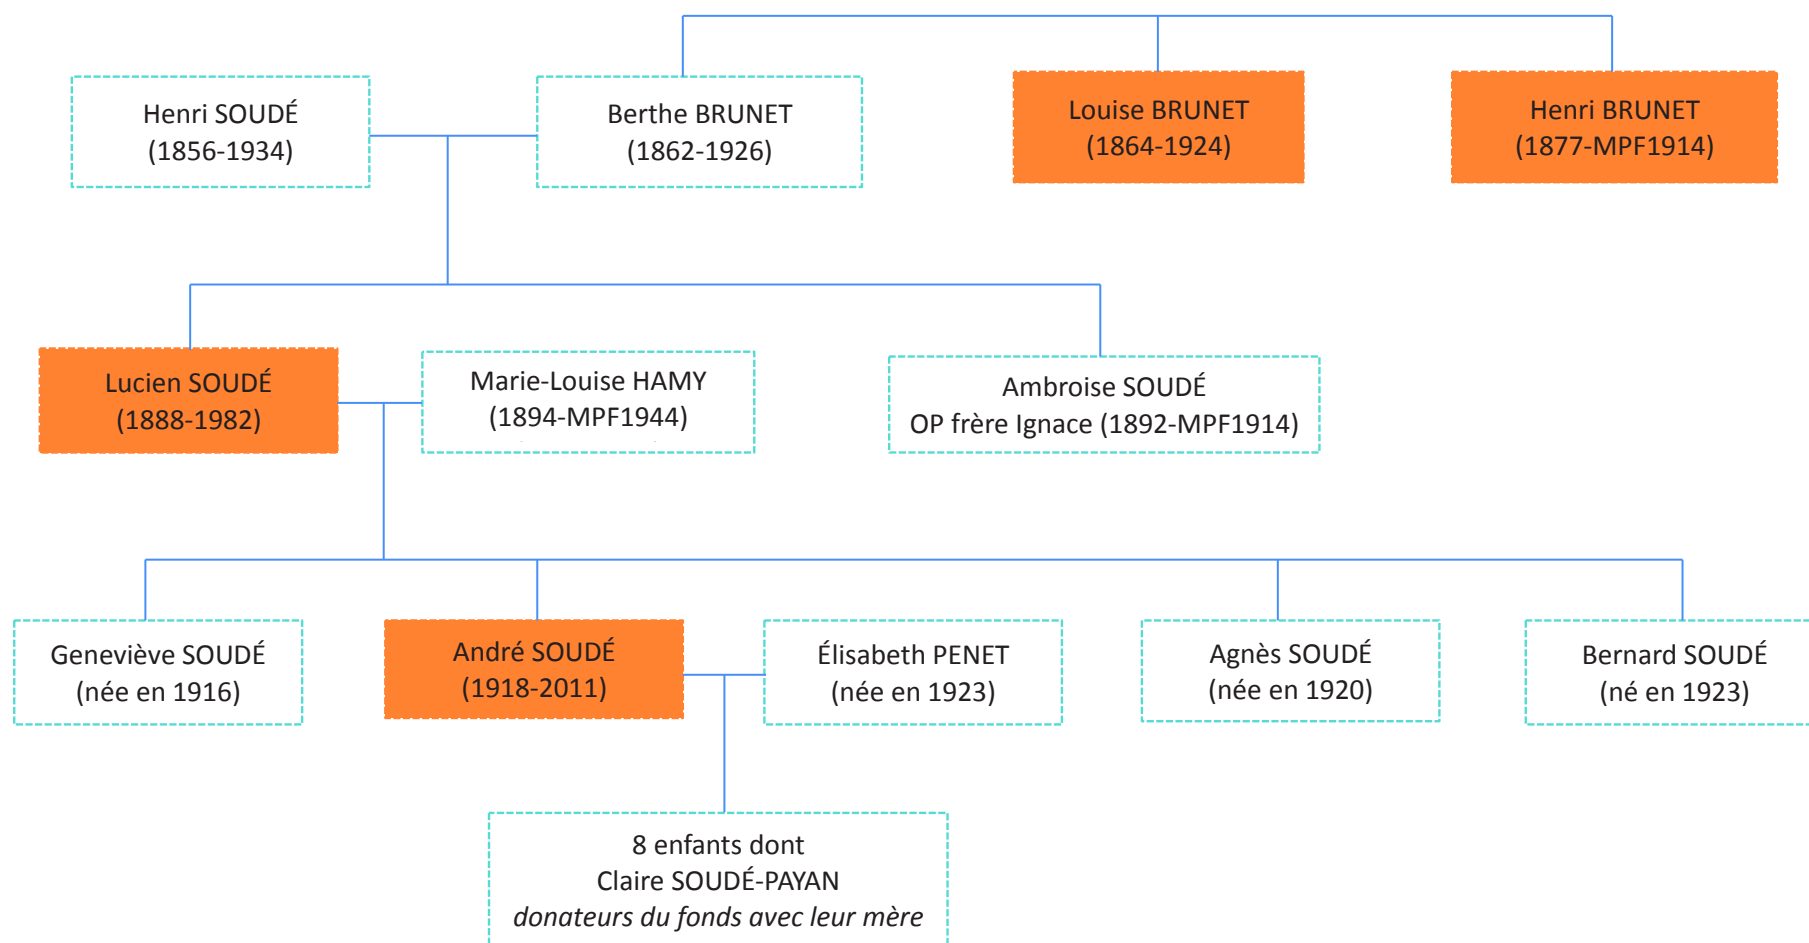 Henri SOUDÉ
(1856-1934)
Berthe BRUNET
(1862-1926)
Louise BRUNET
(1864-1924)
Henri BRUNET
(1877-MPF1914)
Lucien SOUDÉ
(1888-1982)
Marie-Louise HAMY
(1894-MPF1944)
Ambroise SOUDÉ
OP frère Ignace (1892-MPF1914)
Geneviève SOUDÉ
(née en 1916)
André SOUDÉ
(1918-2011)
Élisabeth PENET
(née en 1923)
Agnès SOUDÉ
(née en 1920)
Bernard SOUDÉ
(né en 1923)
8 enfants dont
Claire SOUDÉ-PAYAN
donateurs du fonds avec leur mère